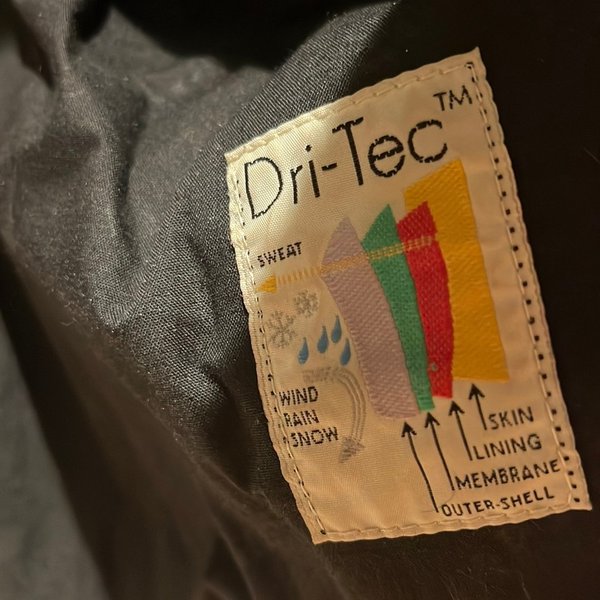 Dri-Tec™
SWEAT
WIND
RAIN
SNOW
SKIN
LINING
MEMBRANE
OUTER-SHELL